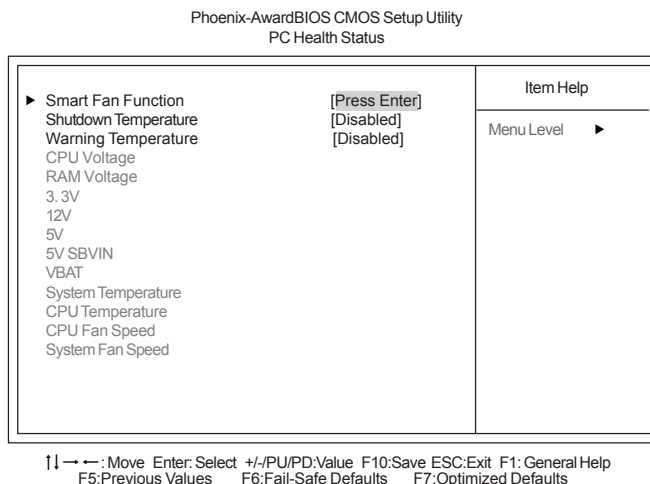 Phoenix-AwardBIOS CMOS Setup Utility
PC Health Status
▶ Smart Fan Function [Press Enter]
Shutdown Temperature [Disabled]
Warning Temperature [Disabled]
CPU Voltage
RAM Voltage
3. 3V
12V
5V
5V SBVIN
VBAT
System Temperature
CPU Temperature
CPU Fan Speed
System Fan Speed
Item Help
Menu Level ▶
↑↓→←: Move Enter: Select +/-/PU/PD:Value F10:Save ESC:Exit F1: General Help
F5:Previous Values F6:Fail-Safe Defaults F7:Optimized Defaults